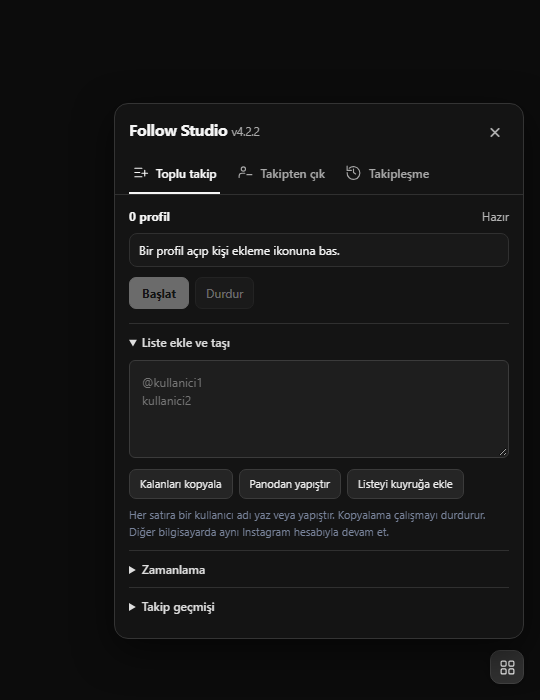 Follow Studio v4.2.2
Toplu takip
Takipten çık
Takipleşme
0 profil
Hazır
Bir profil açıp kişi ekleme ikonuna bas.
Başlat
Durdur
Liste ekle ve taşı
@kullanici1
kullanici2
Kalanları kopyala
Panodan yapıştır
Listeyi kuyruğa ekle
Her satıra bir kullanıcı adı yaz veya yapıştır. Kopyalama çalışmayı durdurur.
Diğer bilgisayarda aynı Instagram hesabıyla devam et.
Zamanlama
Takip geçmişi